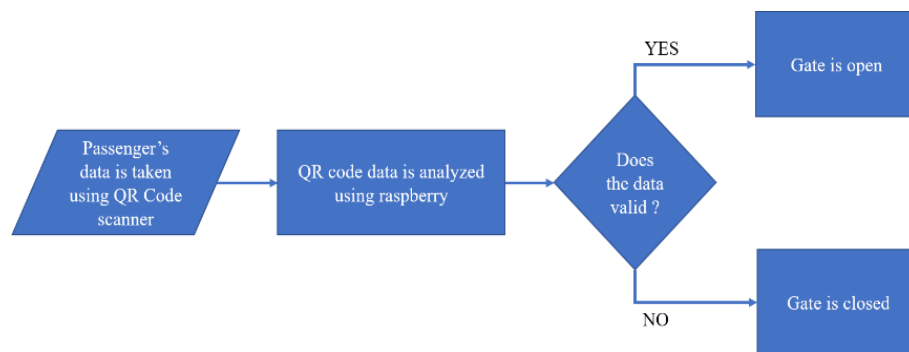 Passenger's
data is taken
using QR Code
scanner
QR code data is analyzed
using raspberry
Does
the data
valid ?
YES
Gate is open
NO
Gate is closed